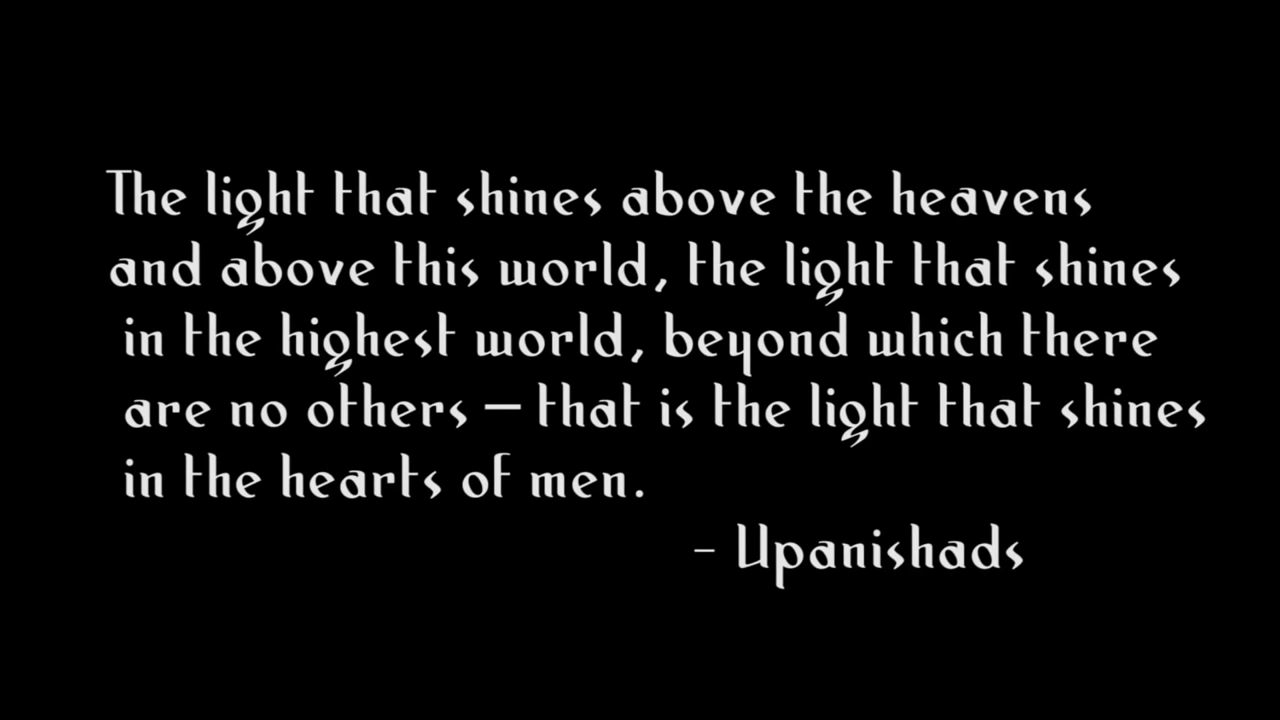 The light that shines above the heavens
and above this world, the light that shines
in the highest world, beyond which there
are no others — that is the light that shines
in the hearts of men.
- Upanishads